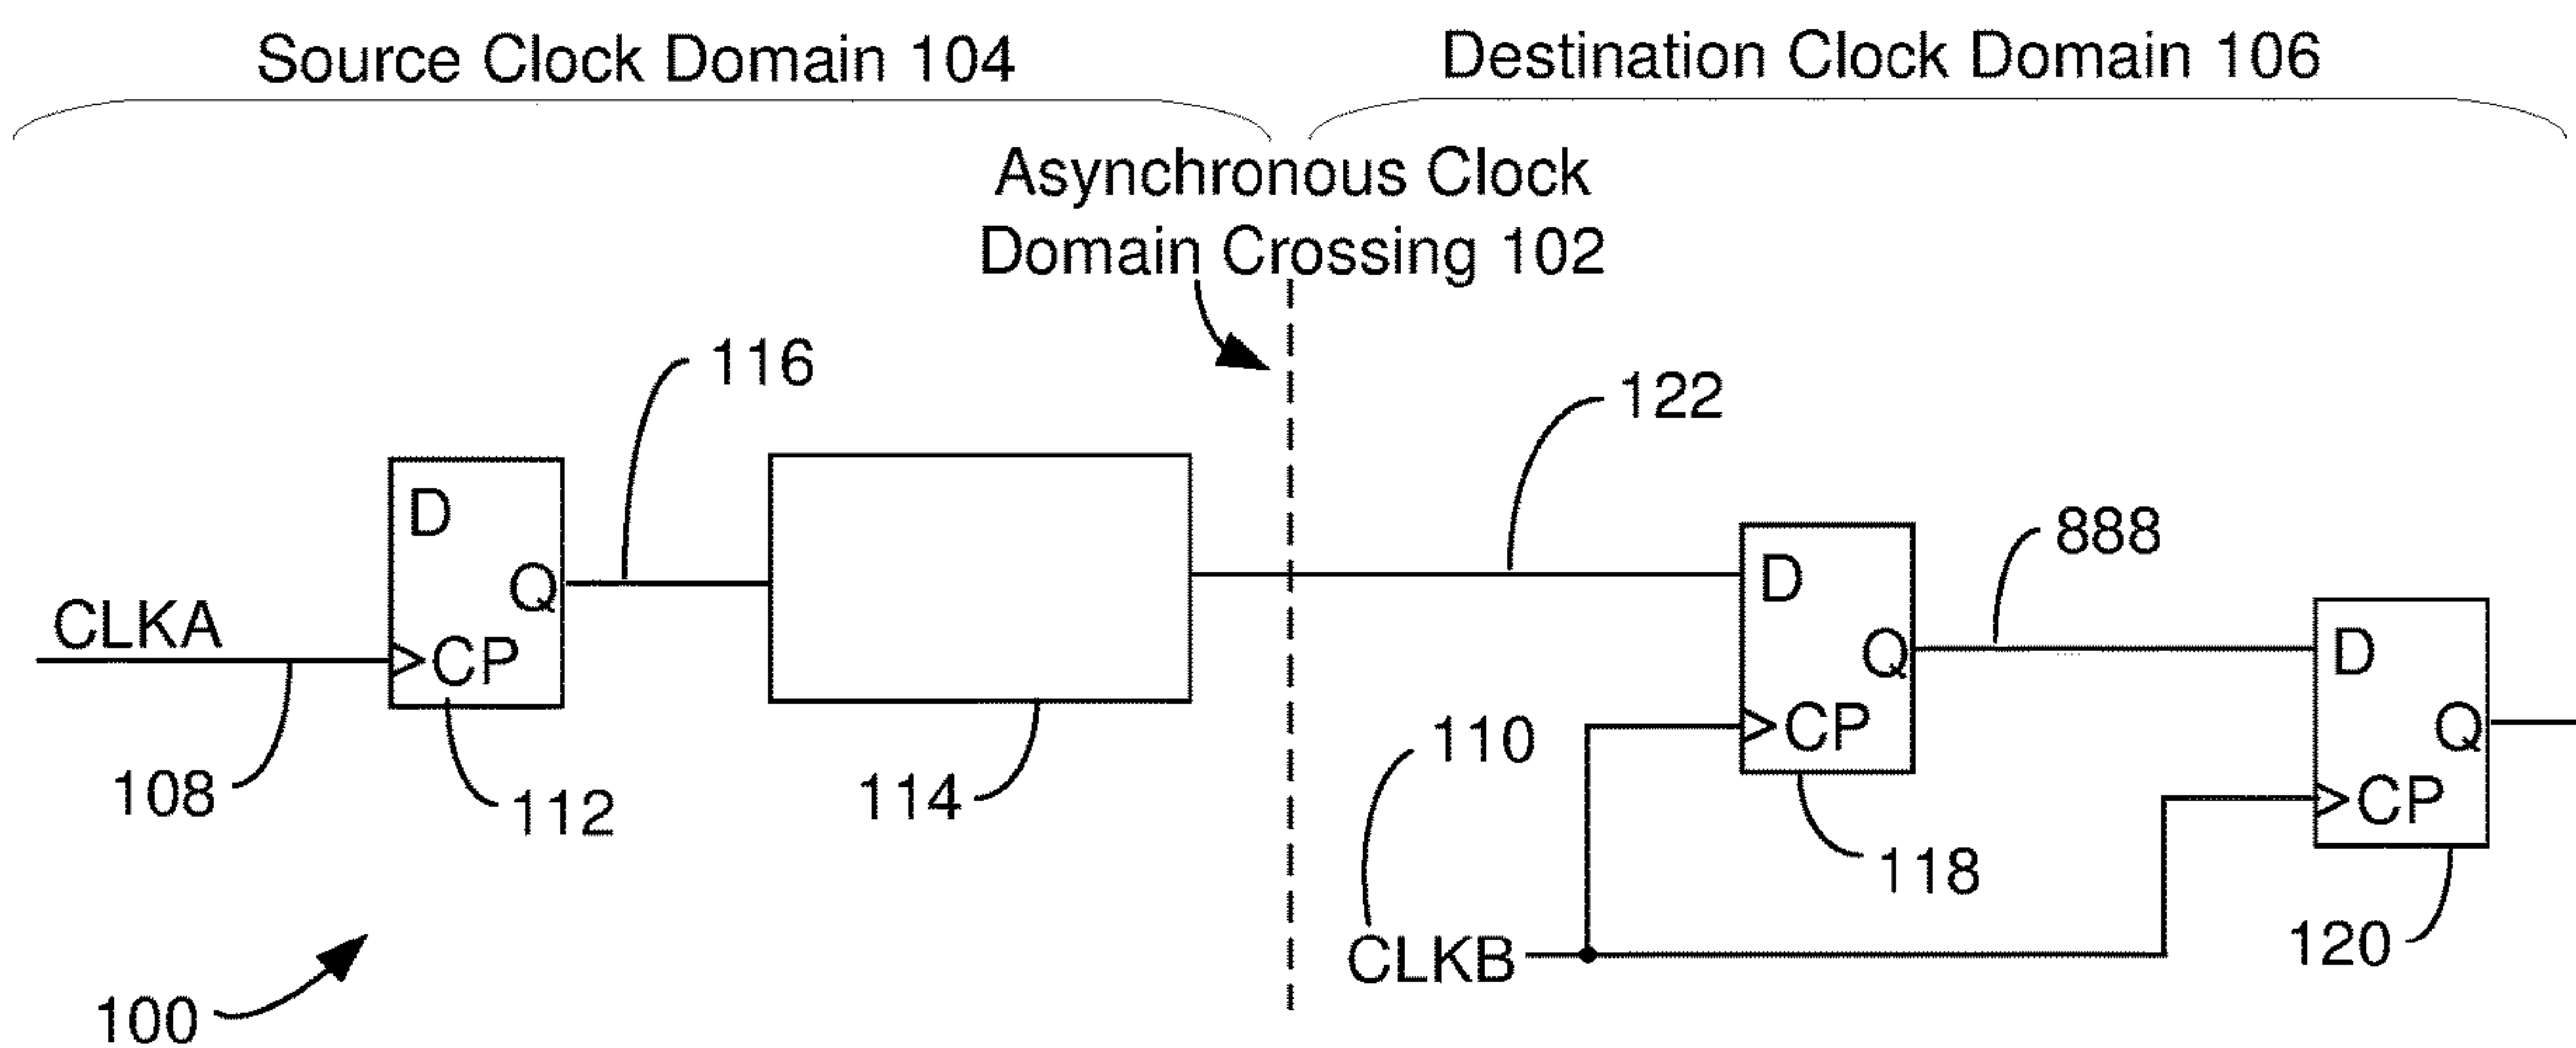 Source Clock Domain 104
Destination Clock Domain 106
Asynchronous Clock
Domain Crossing 102
116
122
888
D
Q
CP
CLKA
108
112
114
D
Q
CP
110
118
D
Q
CP
120
CLKB
100